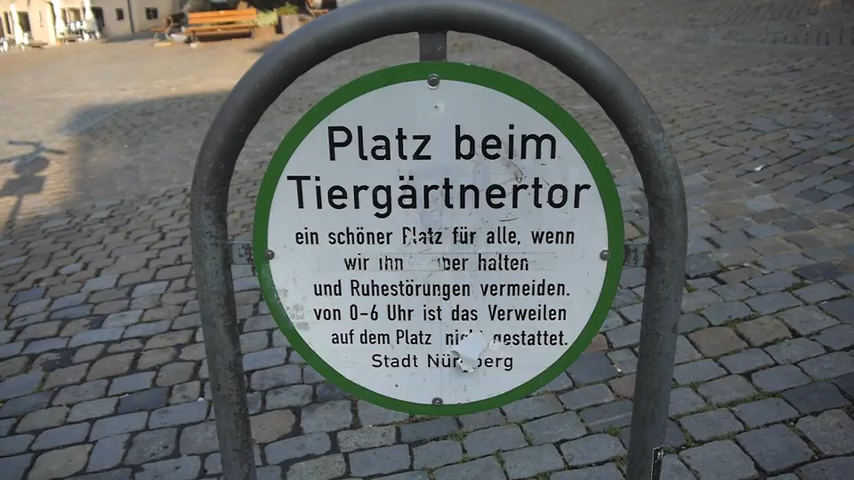 Platz beim
Tiergärtnertor
ein schöner Platz für alle, wenn
wir ihn halten
und Ruhestörungen vermeiden.
von 0-6 Uhr ist das Verweilen
auf dem Platz nicht gestattet.
Stadt Nürnberg